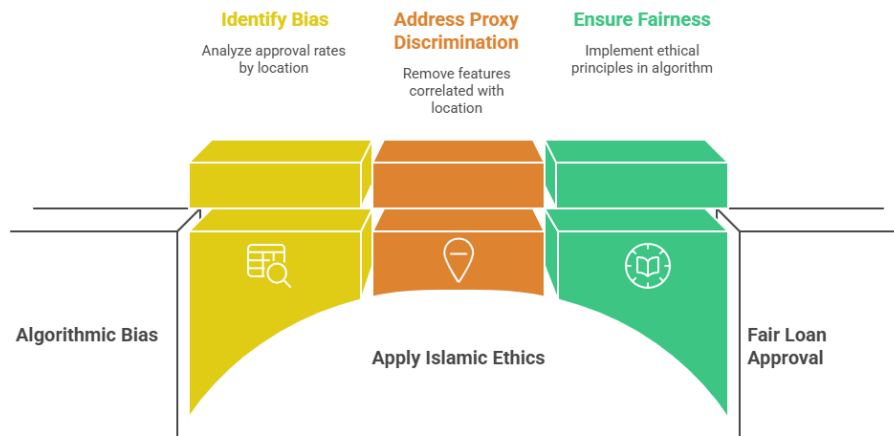 Identify Bias
Analyze approval rates
by location
Address Proxy
Discrimination
Remove features
correlated with
location
Ensure Fairness
Implement ethical
principles in algorithm
Algorithmic Bias
Apply Islamic Ethics
Fair Loan
Approval